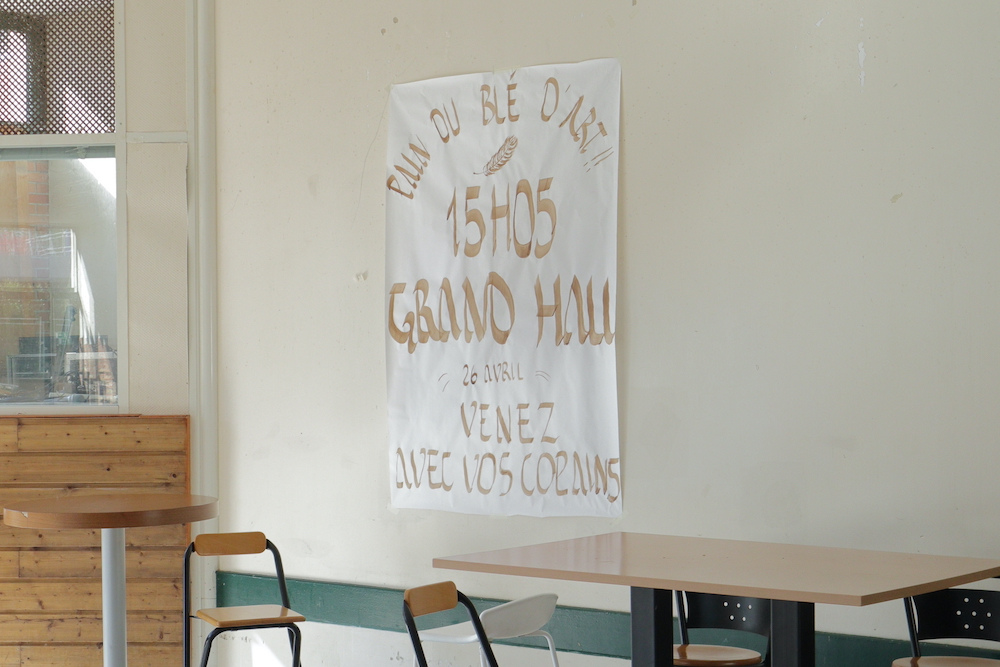 PAIN DU BLÉ D'ART!!
15H05
GRAND HALL
26 AVRIL
VENEZ
AVEC VOS COPAINS